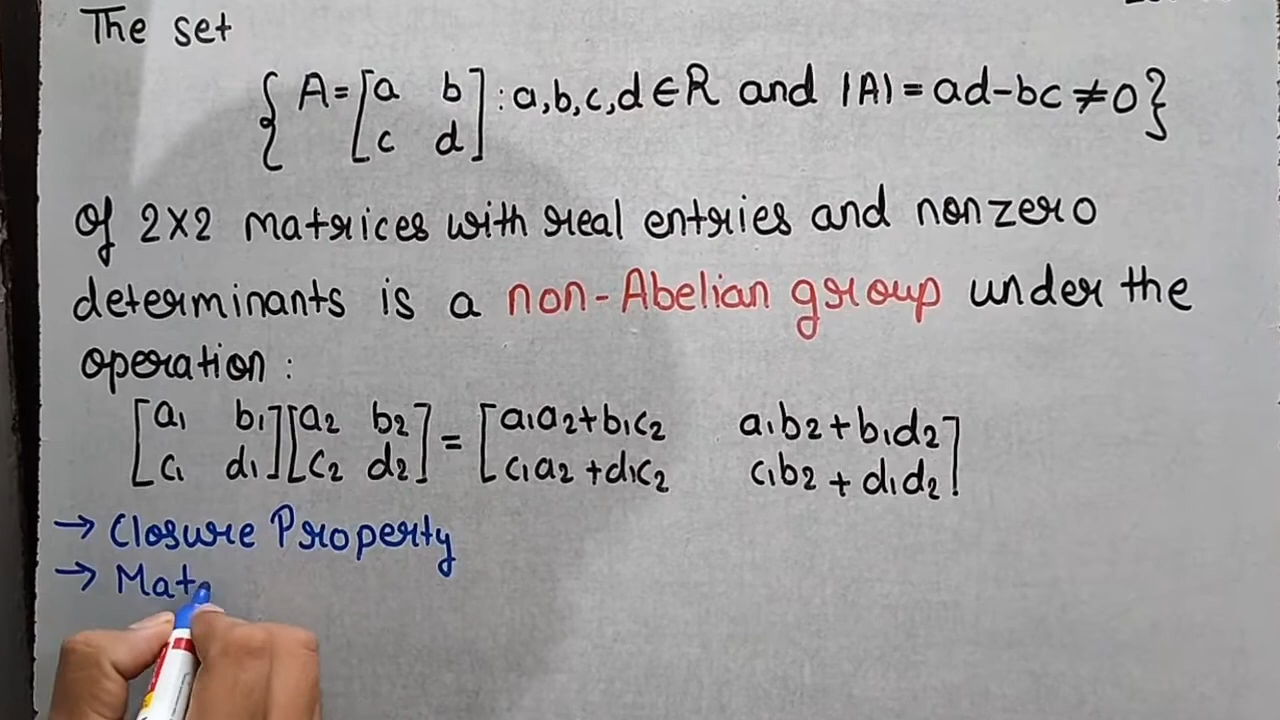 The set
{ A = [a b] : a,b,c,d ∈ R and |A| = ad-bc ≠ 0 }
[c d]
of 2×2 matrices with real entries and nonzero
determinants is a non-Abelian group under the
operation :
[a₁ b₁] [a₂ b₂] = [a₁a₂+b₁c₂ a₁b₂+b₁d₂]
[c₁ d₁] [c₂ d₂] [c₁a₂+d₁c₂ c₁b₂+d₁d₂]
→ Closure Property
→ Mat